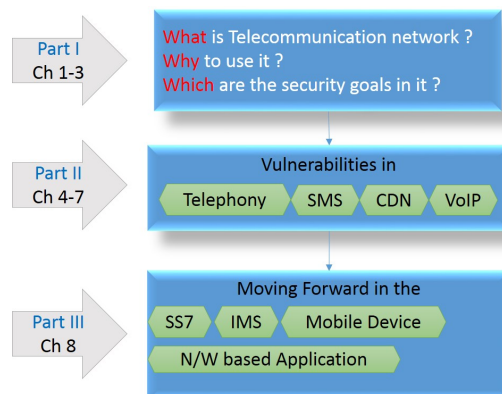 Part I
Ch 1-3
What is Telecommunication network ?
Why to use it ?
Which are the security goals in it ?
Part II
Ch 4-7
Vulnerabilities in
Telephony SMS CDN VoIP
Part III
Ch 8
Moving Forward in the
SS7 IMS Mobile Device
N/W based Application